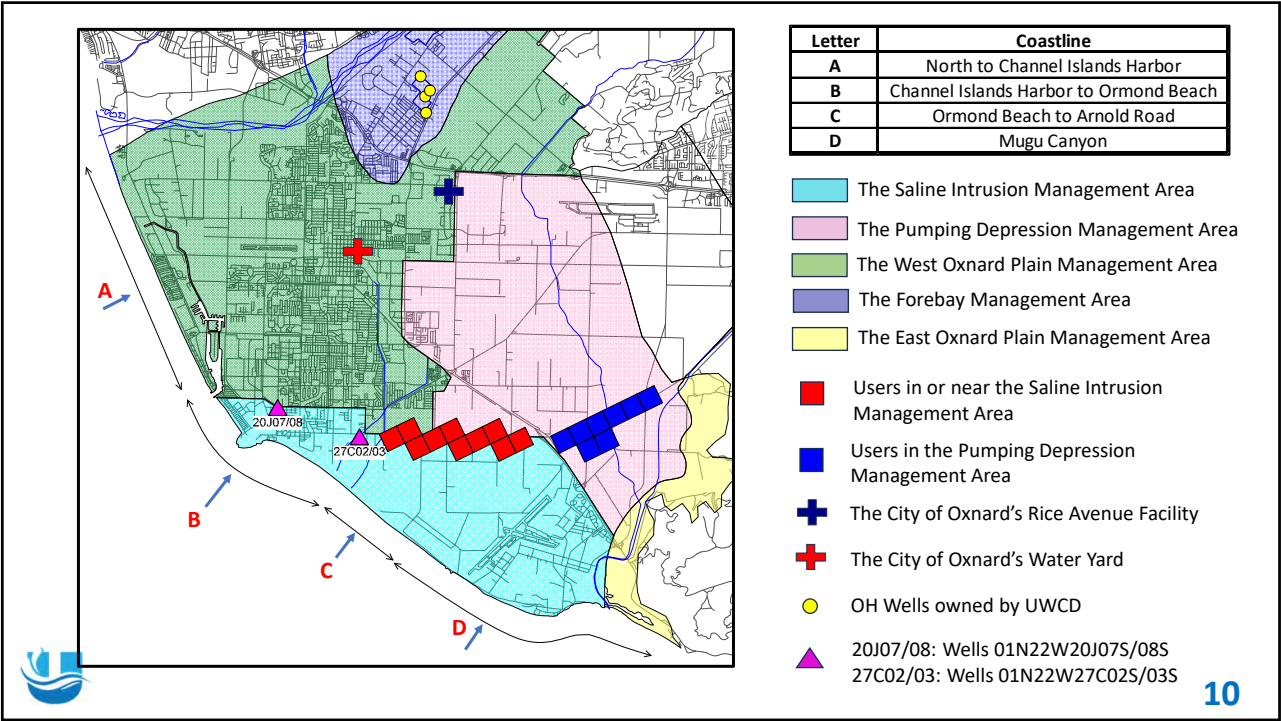 Letter Coastline
A North to Channel Islands Harbor
B Channel Islands Harbor to Ormond Beach
C Ormond Beach to Arnold Road
D Mugu Canyon
The Saline Intrusion Management Area
The Pumping Depression Management Area
The West Oxnard Plain Management Area
The Forebay Management Area
The East Oxnard Plain Management Area
Users in or near the Saline Intrusion
Management Area
Users in the Pumping Depression
Management Area
The City of Oxnard's Rice Avenue Facility
The City of Oxnard's Water Yard
OH Wells owned by UWCD
20J07/08: Wells 01N22W20J07S/08S
27C02/03: Wells 01N22W27C02S/03S
A
20J07/08
27C02/03
B
C
D
10